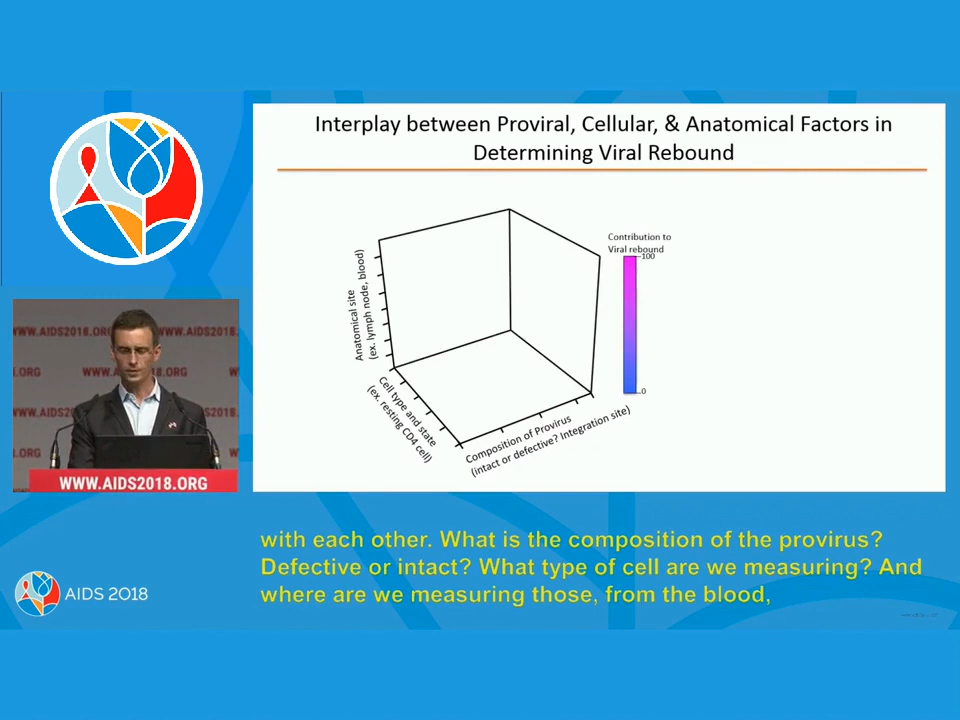 Interplay between Proviral, Cellular, & Anatomical Factors in
Determining Viral Rebound
Contribution to
Viral rebound
100
0
Anatomical site
(ex. lymph node, blood)
Cell type and state
(ex. resting CD4 cell)
Composition of Provirus
(intact or defective? Integration site)
WWW.AIDS2018.ORG
WWW.AIDS2018.
.ORG
WWW.AIDS2018.ORG
WWW.AIDS2018.ORG
with each other. What is the composition of the provirus?
Defective or intact? What type of cell are we measuring? And
where are we measuring those, from the blood,
AIDS 2018